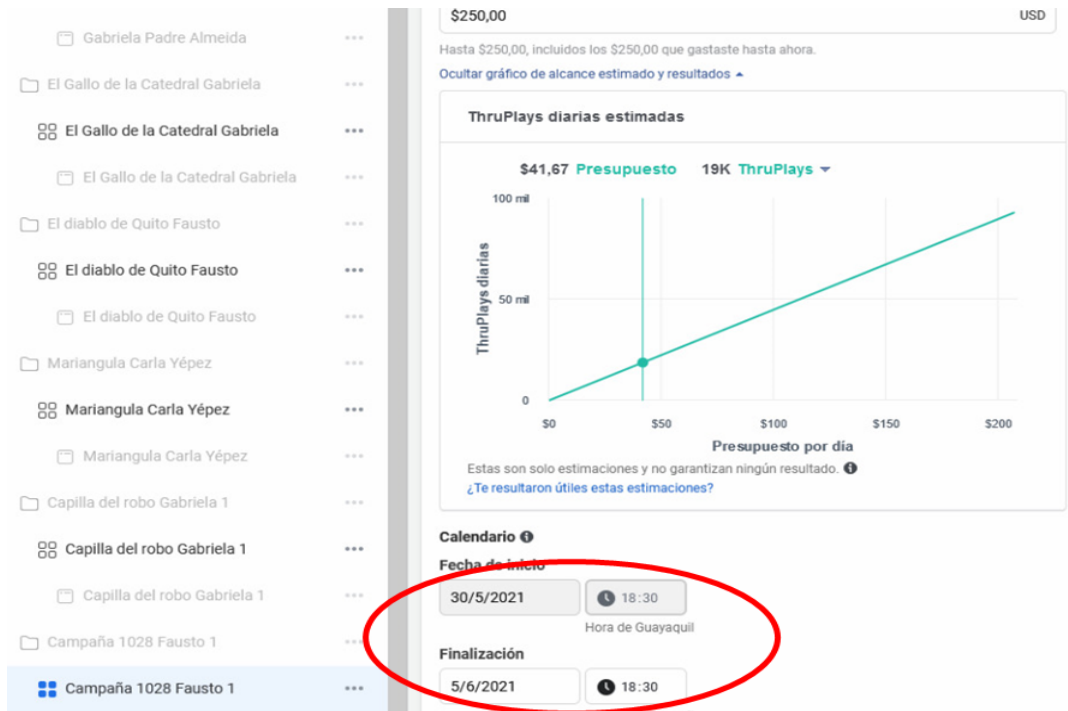 Gabriela Padre Almeida
El Gallo de la Catedral Gabriela
El Gallo de la Catedral Gabriela
El Gallo de la Catedral Gabriela
El diablo de Quito Fausto
El diablo de Quito Fausto
El diablo de Quito Fausto
Mariangula Carla Yépez
Mariangula Carla Yépez
Mariangula Carla Yépez
Capilla del robo Gabriela 1
Capilla del robo Gabriela 1
Capilla del robo Gabriela 1
Campaña 1028 Fausto 1
Campaña 1028 Fausto 1
$250,00 USD
Hasta $250,00, incluidos los $250,00 que gastaste hasta ahora.
Ocultar gráfico de alcance estimado y resultados
ThruPlays diarias estimadas
$41,67 Presupuesto 19K ThruPlays
100 mil
50 mil
0
ThruPlays diarias
$0 $50 $100 $150 $200
Presupuesto por día
Estas son solo estimaciones y no garantizan ningún resultado.
¿Te resultaron útiles estas estimaciones?
Calendario
Fecha de inicio
30/5/2021 18:30
Hora de Guayaquil
Finalización
5/6/2021 18:30